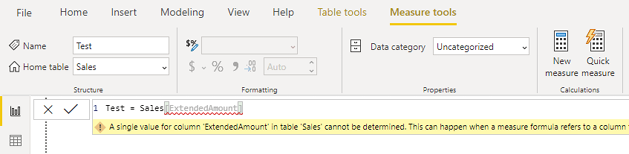 File Home Insert Modeling View Help Table tools Measure tools
Name Test
Home table Sales
Structure
$% 
$ % 9 .00 Auto
Formatting
Data category Uncategorized
Properties
New measure Quick measure
Calculations
1 Test = Sales[ExtendedAmount]
A single value for column 'ExtendedAmount' in table 'Sales' cannot be determined. This can happen when a measure formula refers to a column